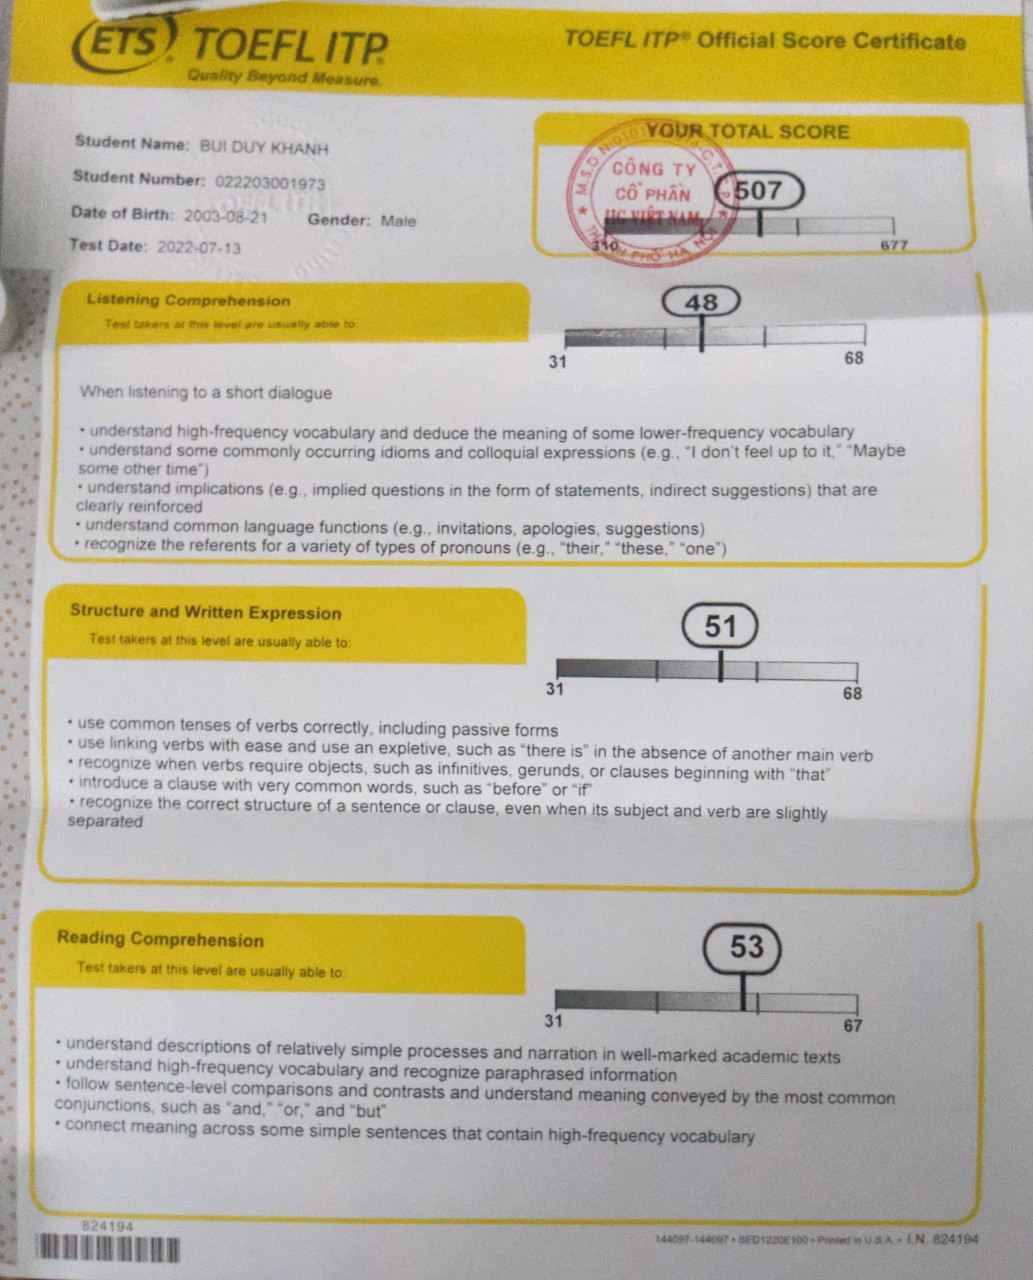 ETS TOEFL ITP®
Quality Beyond Measure.
TOEFL ITP® Official Score Certificate
Student Name: BUI DUY KHANH
Student Number: 022203001973
Date of Birth: 2003-08-21 Gender: Male
Test Date: 2022-07-13
YOUR TOTAL SCORE
507
310 677
CÔNG TY
CỔ PHẦN
IIG VIỆT NAM
THÀNH PHỐ HÀ NỘI
Listening Comprehension
Test takers at this level are usually able to:
48
31 68
When listening to a short dialogue
• understand high-frequency vocabulary and deduce the meaning of some lower-frequency vocabulary
• understand some commonly occurring idioms and colloquial expressions (e.g., “I don’t feel up to it,” “Maybe
some other time”)
• understand implications (e.g., implied questions in the form of statements, indirect suggestions) that are
clearly reinforced
• understand common language functions (e.g., invitations, apologies, suggestions)
• recognize the referents for a variety of types of pronouns (e.g., “their,” “these,” “one”)
Structure and Written Expression
Test takers at this level are usually able to:
51
31 68
• use common tenses of verbs correctly, including passive forms
• use linking verbs with ease and use an expletive, such as “there is” in the absence of another main verb
• recognize when verbs require objects, such as infinitives, gerunds, or clauses beginning with “that”
• introduce a clause with very common words, such as “before” or “if”
• recognize the correct structure of a sentence or clause, even when its subject and verb are slightly
separated
Reading Comprehension
Test takers at this level are usually able to:
53
31 67
• understand descriptions of relatively simple processes and narration in well-marked academic texts
• understand high-frequency vocabulary and recognize paraphrased information
• follow sentence-level comparisons and contrasts and understand meaning conveyed by the most common
conjunctions, such as “and,” “or,” and “but”
• connect meaning across some simple sentences that contain high-frequency vocabulary
824194
144097-144097 • SED1220E100 • Printed in U.S.A. • I.N. 824194